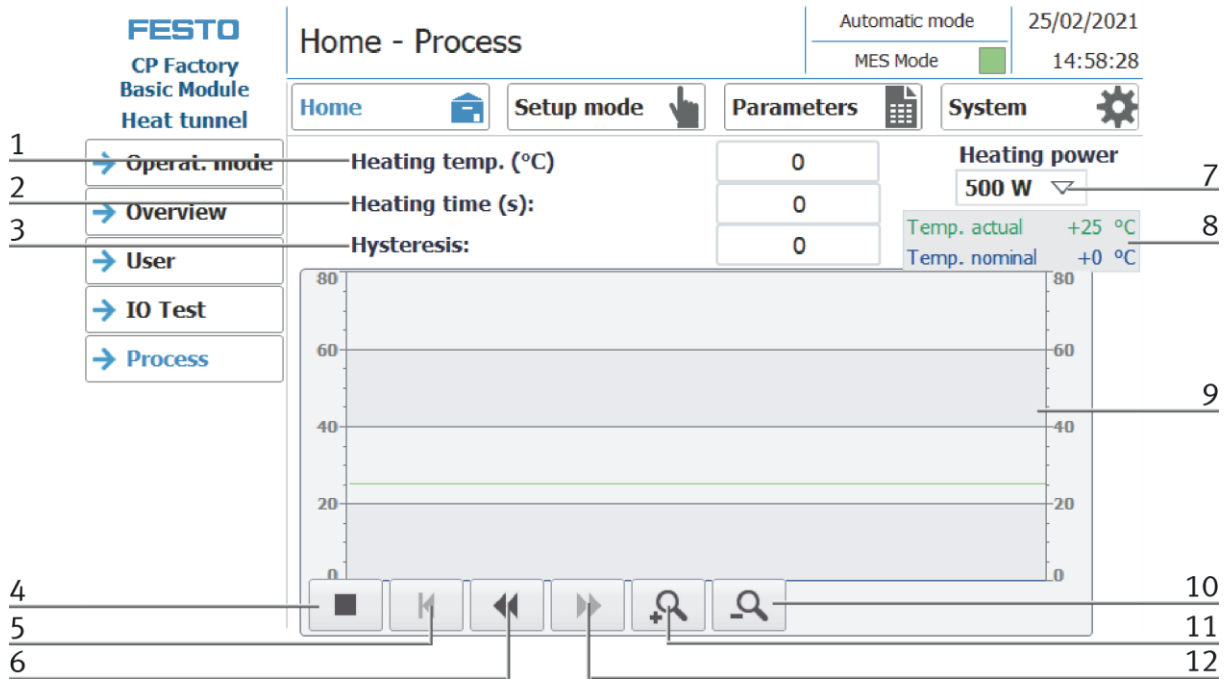 FESTO
CP Factory
Basic Module
Heat tunnel
Home - Process
Automatic mode
MES Mode
25/02/2021
14:58:28
Home
Setup mode
Parameters
System
Operat. mode
Overview
User
IO Test
Process
Heating temp. (°C)
0
Heating time (s):
0
Hysteresis:
0
Heating power
500 W
Temp. actual +25 °C
Temp. nominal +0 °C
80
60
40
20
0
80
60
40
20
0
1
2
3
4
5
6
7
8
9
10
11
12